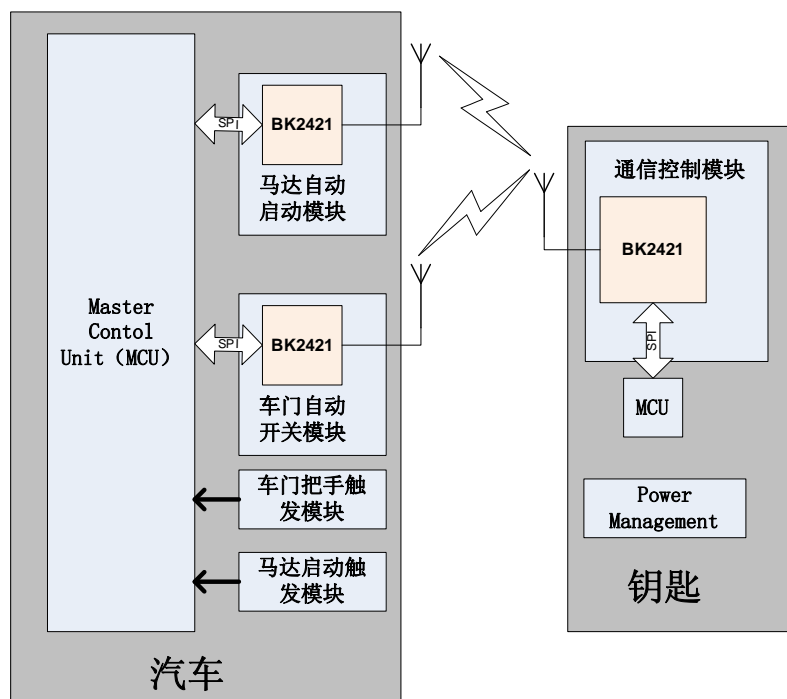 Master
Contol
Unit（MCU）
SPI
BK2421
马达自动
启动模块
SPI
BK2421
车门自动
开关模块
车门把手触
发模块
马达启动触
发模块
汽车
通信控制模块
BK2421
SPI
MCU
Power
Management
钥匙